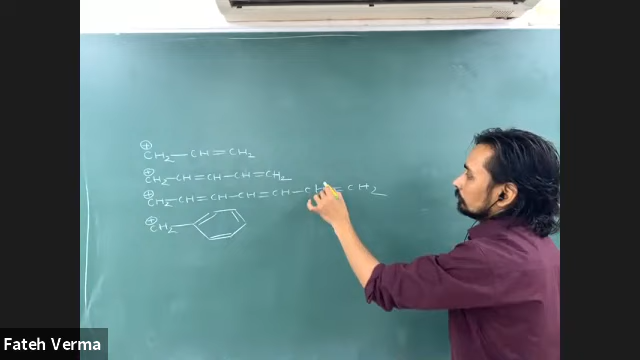 ⊕
CH₂—CH=CH₂
⊕
CH₂—CH=CH—CH=CH₂
⊕
CH₂—CH=CH—CH=CH—CH=CH₂
⊕
CH₂—
Fateh Verma